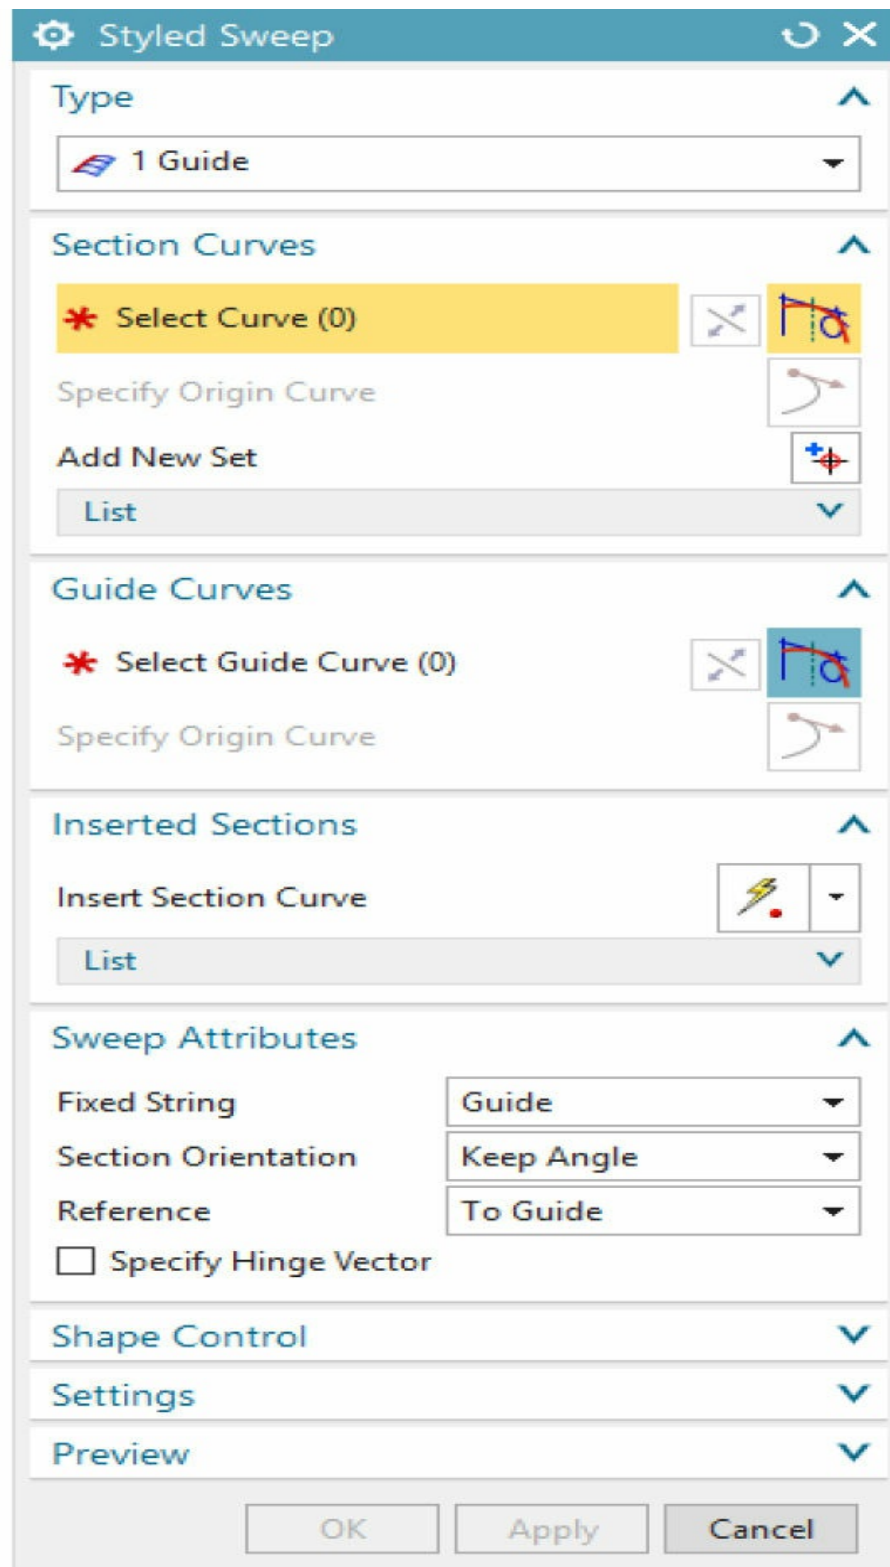 Styled Sweep
Type
1 Guide
Section Curves
Select Curve (0)
Specify Origin Curve
Add New Set
List
Guide Curves
Select Guide Curve (0)
Specify Origin Curve
Inserted Sections
Insert Section Curve
List
Sweep Attributes
Fixed String Guide
Section Orientation Keep Angle
Reference To Guide
Specify Hinge Vector
Shape Control
Settings
Preview
OK Apply Cancel